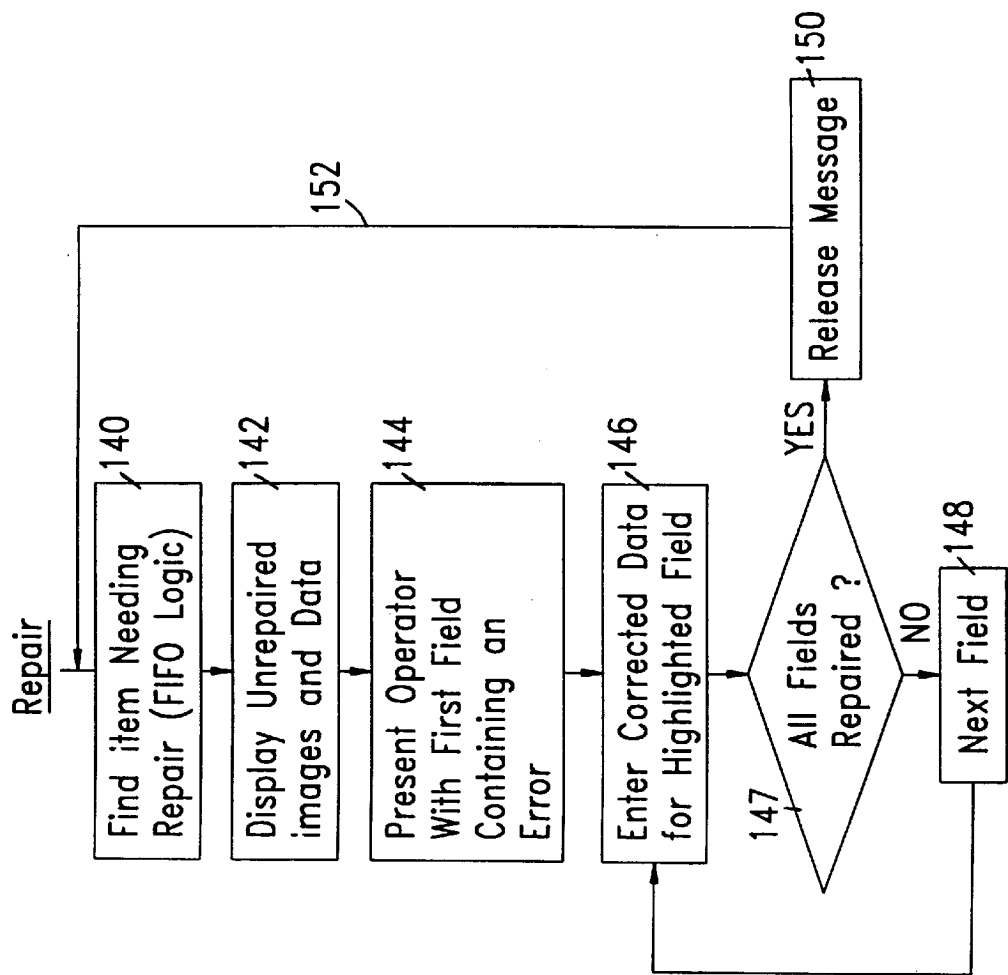 Repair
140
Find item Needing
Repair (FIFO Logic)
142
Display Unrepaired
images and Data
144
Present Operator
With First Field
Containing an
Error
146
Enter Corrected Data
for Highlighted Field
147
All Fields
Repaired ?
YES
NO
148
Next Field
150
Release Message
152